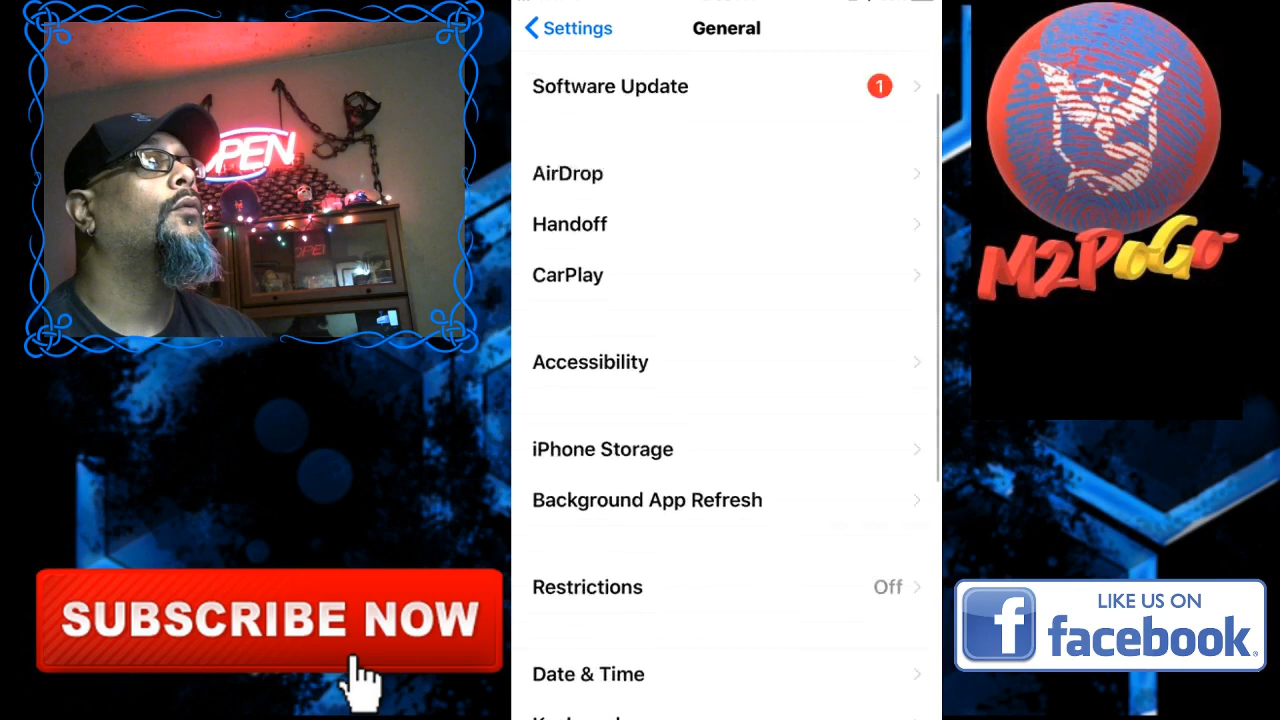 OPEN
Settings
General
Software Update
1
AirDrop
Handoff
CarPlay
Accessibility
iPhone Storage
Background App Refresh
Restrictions
Off
Date & Time
M2PoGo
SUBSCRIBE NOW
LIKE US ON
facebook